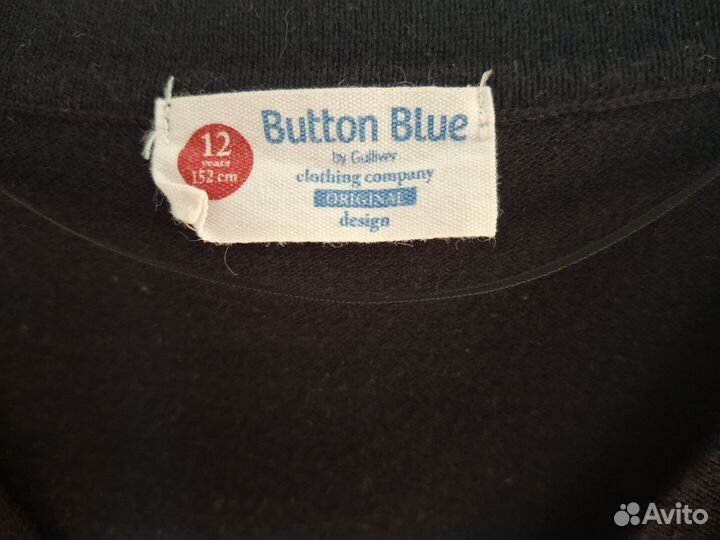 12
years
152 cm
Button Blue
by Gulliver
clothing company
ORIGINAL
design
Avito